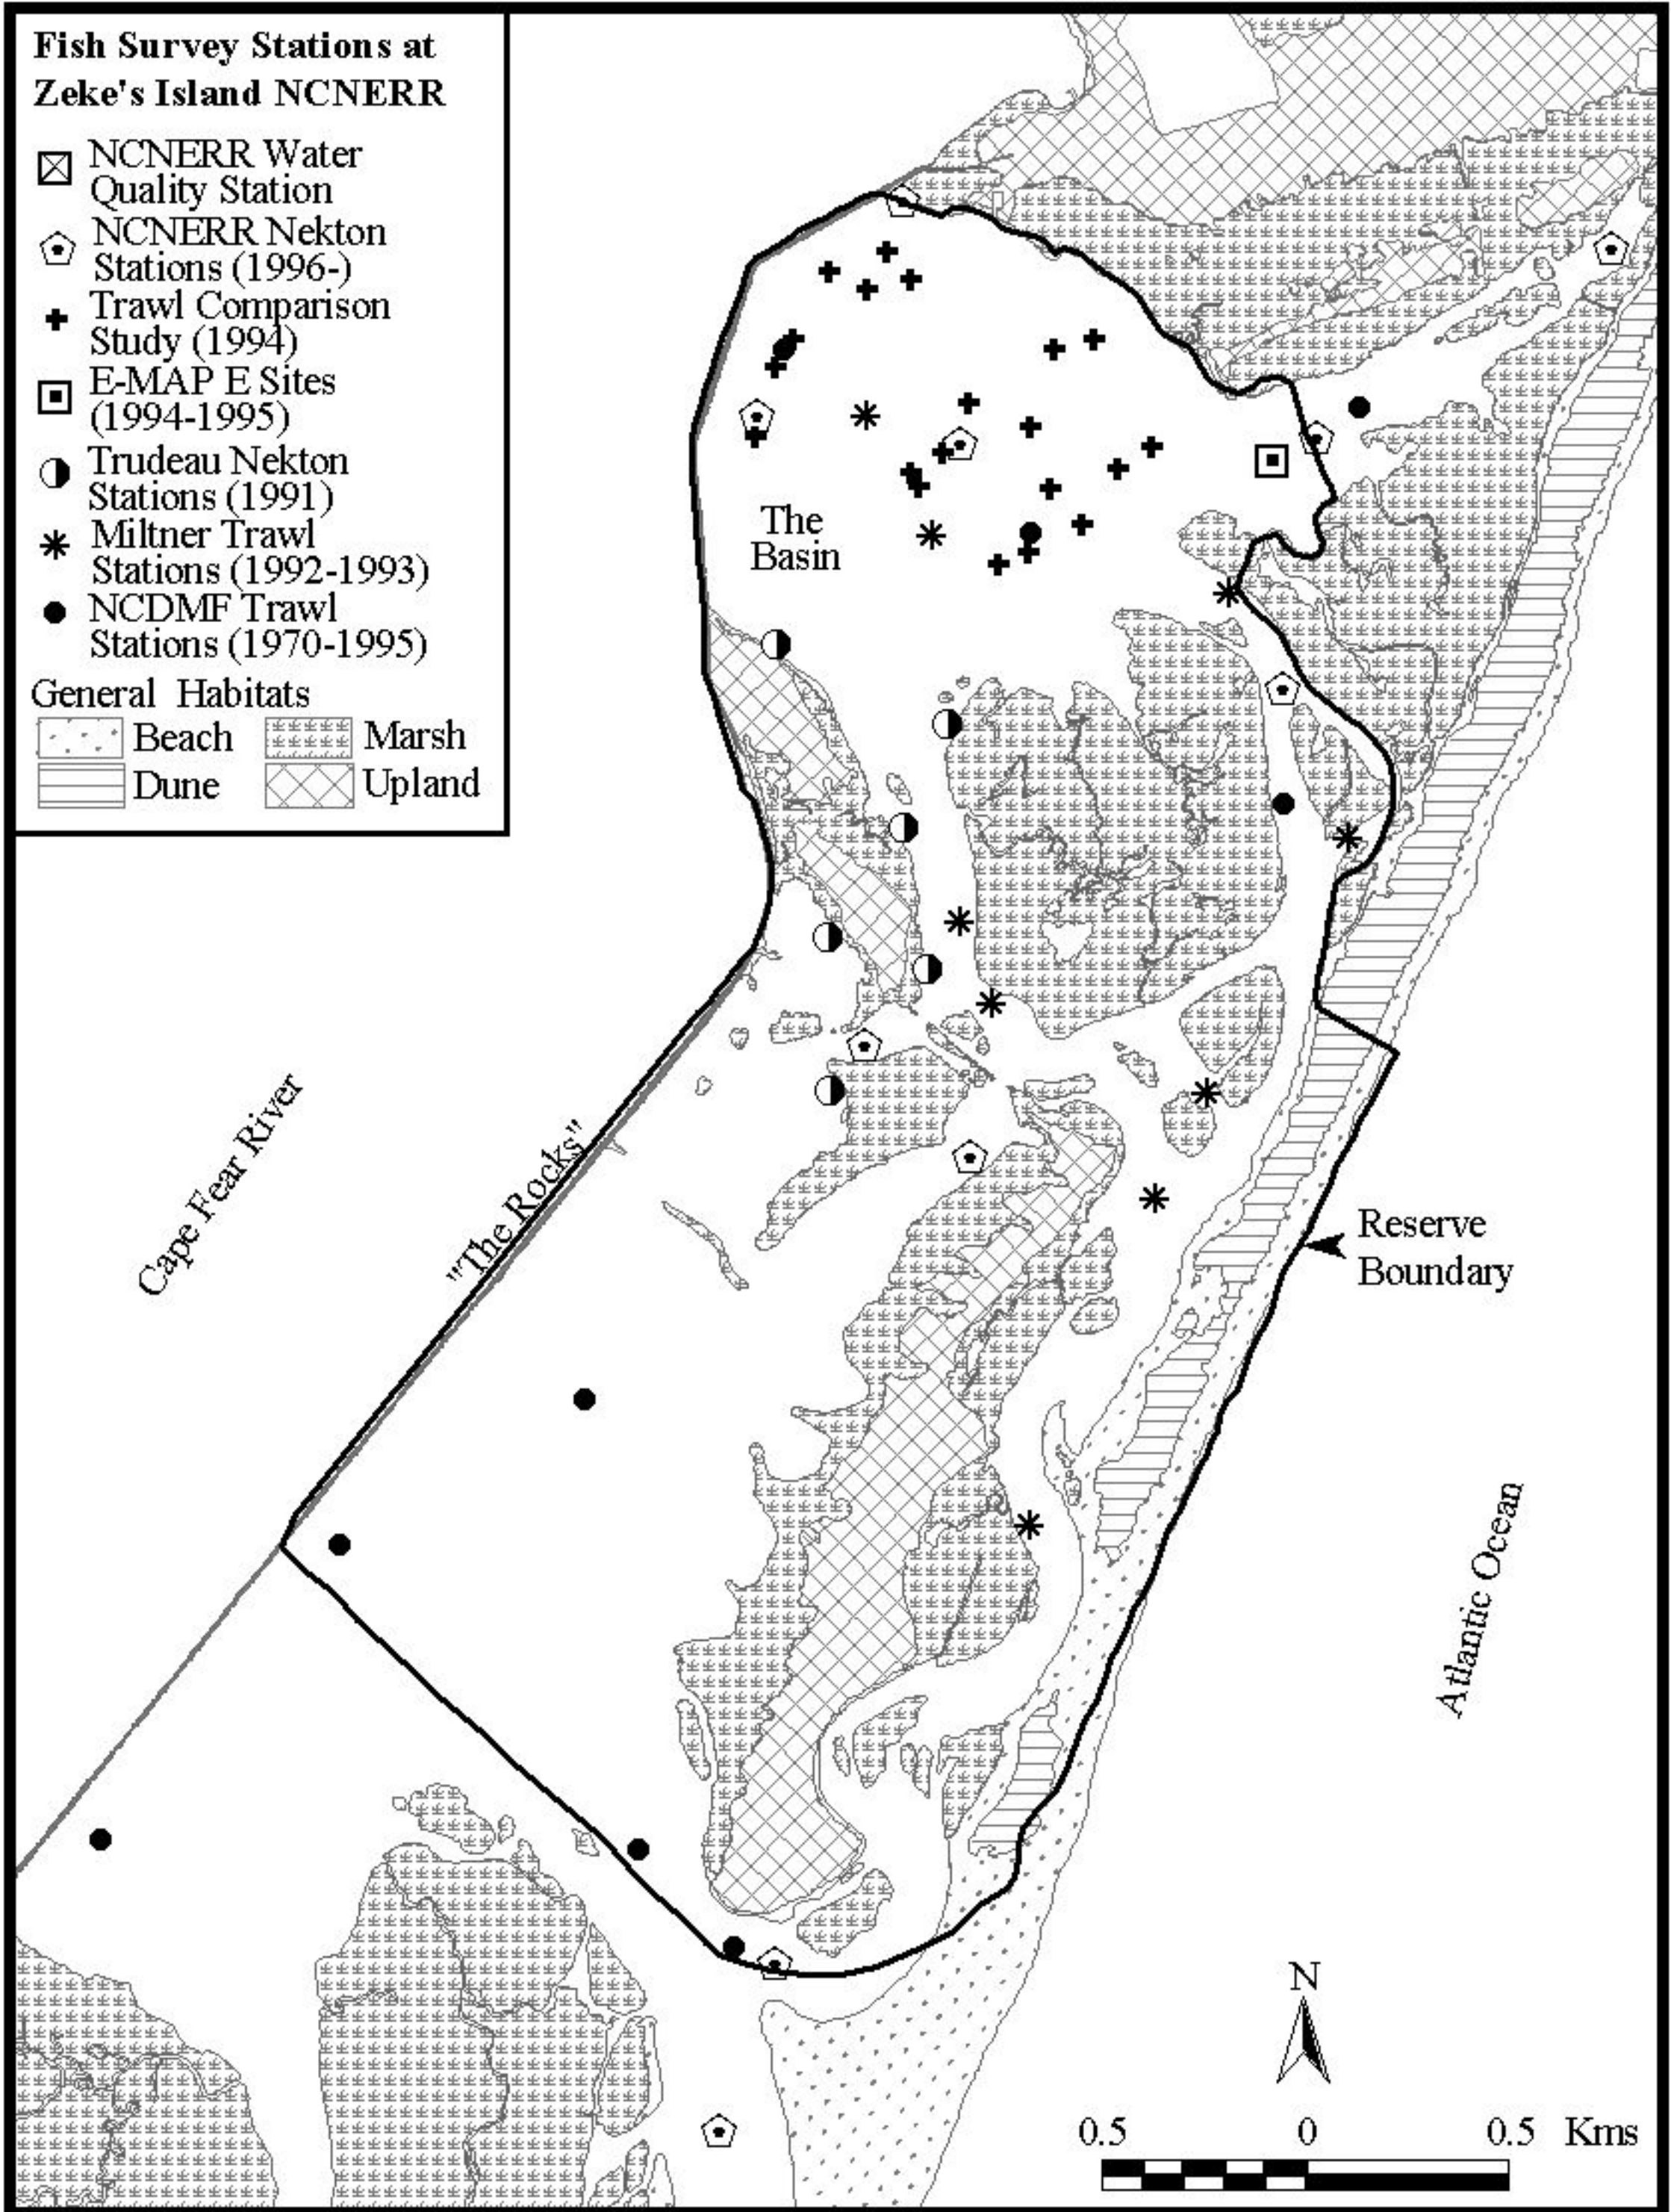 Fish Survey Stations at
Zeke's Island NCNERR
NCNERR Water
Quality Station
NCNERR Nekton
Stations (1996-)
Trawl Comparison
Study (1994)
E-MAP E Sites
(1994-1995)
Trudeau Nekton
Stations (1991)
Miltner Trawl
Stations (1992-1993)
NCDMF Trawl
Stations (1970-1995)
General Habitats
Beach
Marsh
Dune
Upland
The
Basin
Cape Fear River
"The Rocks"
Reserve
Boundary
Atlantic Ocean
N
0.5 0 0.5 Kms